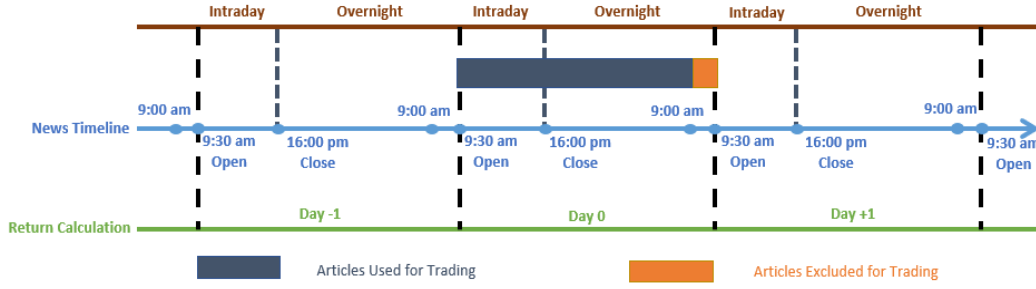 Intraday Overnight Intraday Overnight Intraday Overnight
9:00 am 9:00 am 9:00 am 9:00 am
News Timeline
9:30 am 16:00 pm 9:30 am 16:00 pm 9:30 am 16:00 pm 9:30 am
Open Close Open Close Open Close Open
Day -1 Day 0 Day +1
Return Calculation
Articles Used for Trading Articles Excluded for Trading